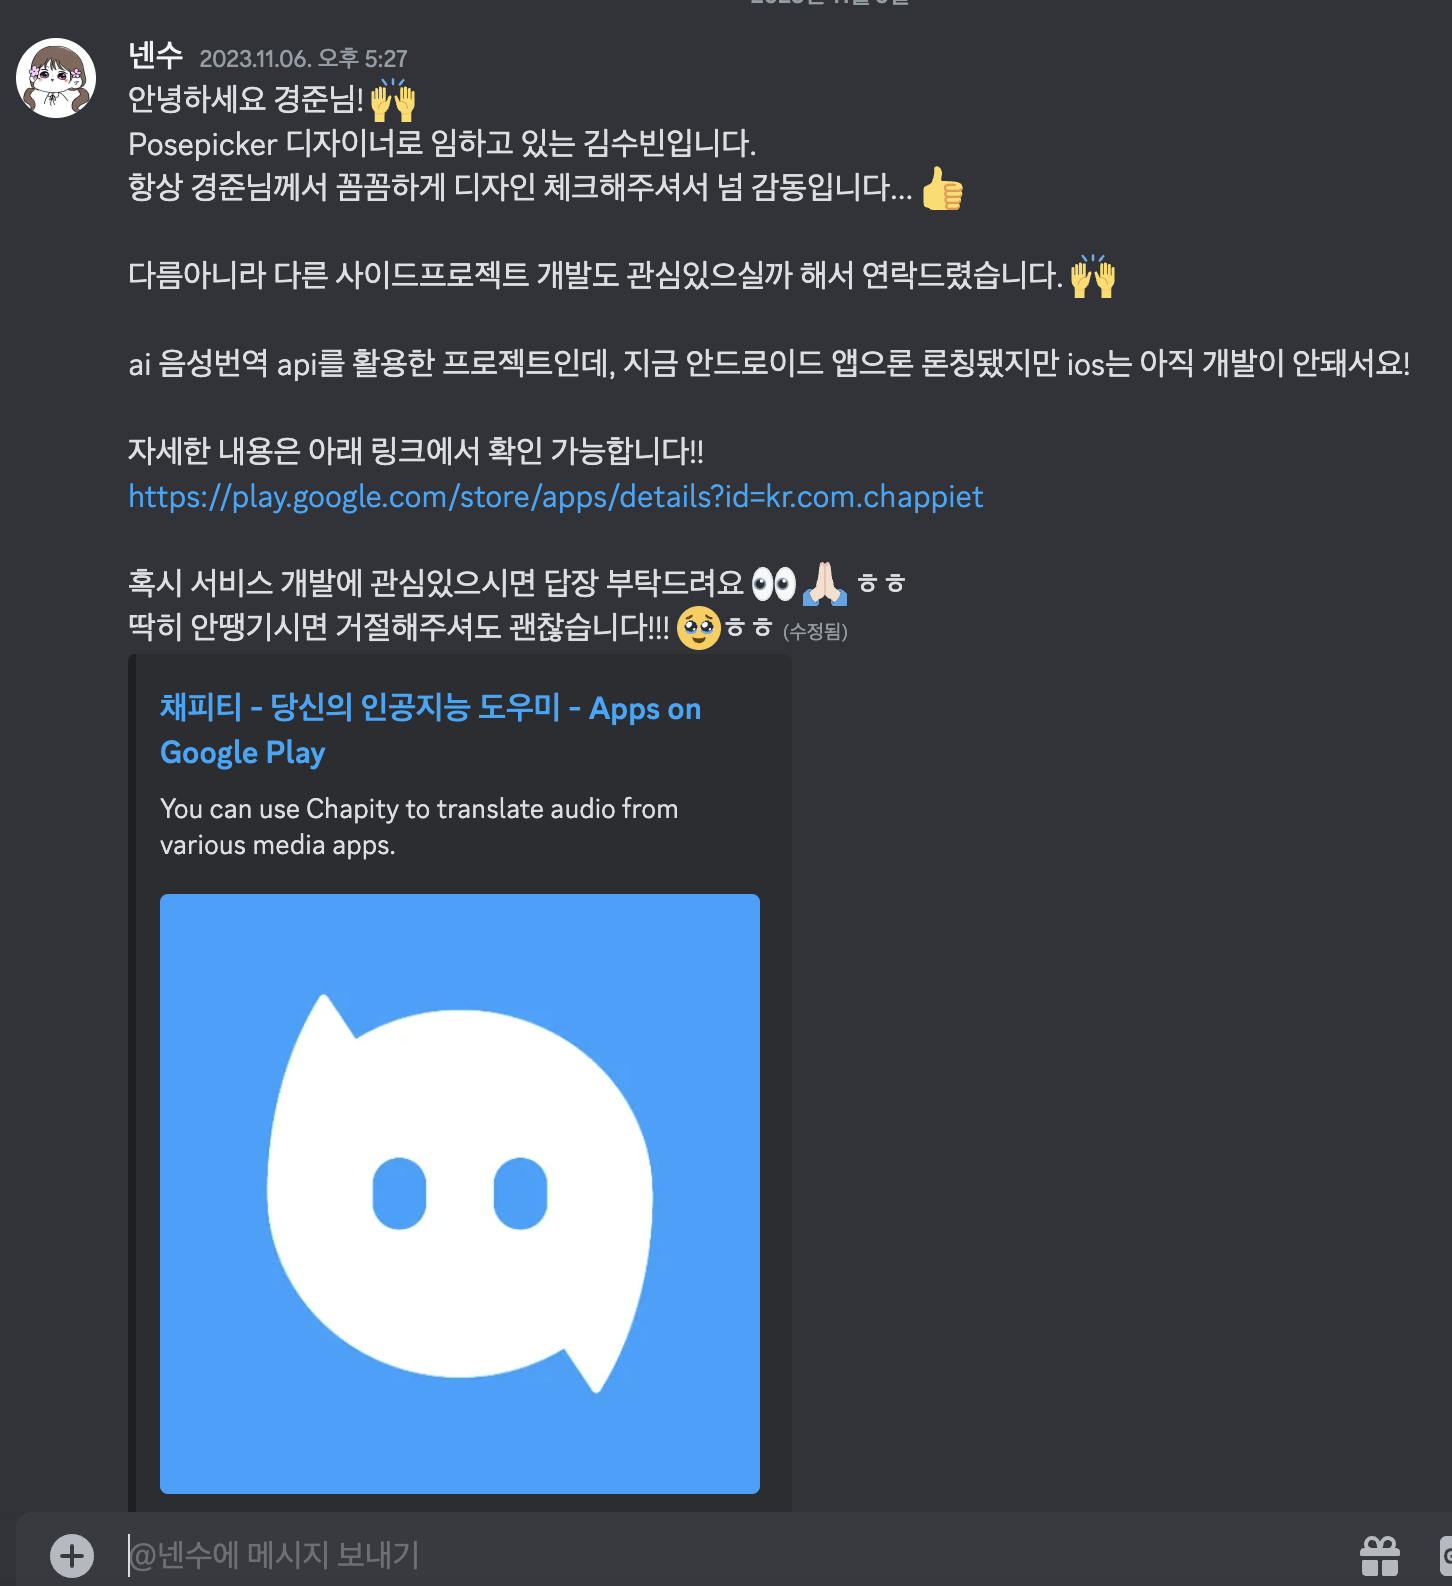 넨수 2023.11.06. 오후 5:27
안녕하세요 경준님!
Posepicker 디자이너로 임하고 있는 김수빈입니다.
항상 경준님께서 꼼꼼하게 디자인 체크해주셔서 넘 감동입니다...
다름아니라 다른 사이드프로젝트 개발도 관심있으실까 해서 연락드렸습니다.
ai 음성번역 api를 활용한 프로젝트인데, 지금 안드로이드 앱으론 론칭됐지만 ios는 아직 개발이 안돼서요!
자세한 내용은 아래 링크에서 확인 가능합니다!!
https://play.google.com/store/apps/details?id=kr.com.chappiet
혹시 서비스 개발에 관심있으시면 답장 부탁드려요 ㅎㅎ
딱히 안땡기시면 거절해주셔도 괜찮습니다!!! ㅎㅎ (수정됨)
채피티 - 당신의 인공지능 도우미 - Apps on
Google Play
You can use Chapity to translate audio from
various media apps.
@넨수에 메시지 보내기